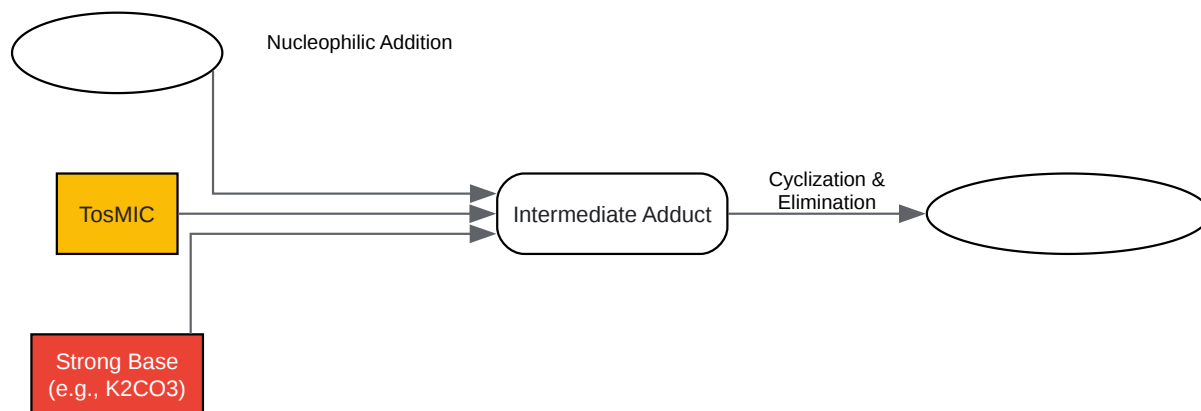 Nucleophilic Addition
TosMIC
Intermediate Adduct
Cyclization &
Elimination
Strong Base
(e.g., K2CO3)